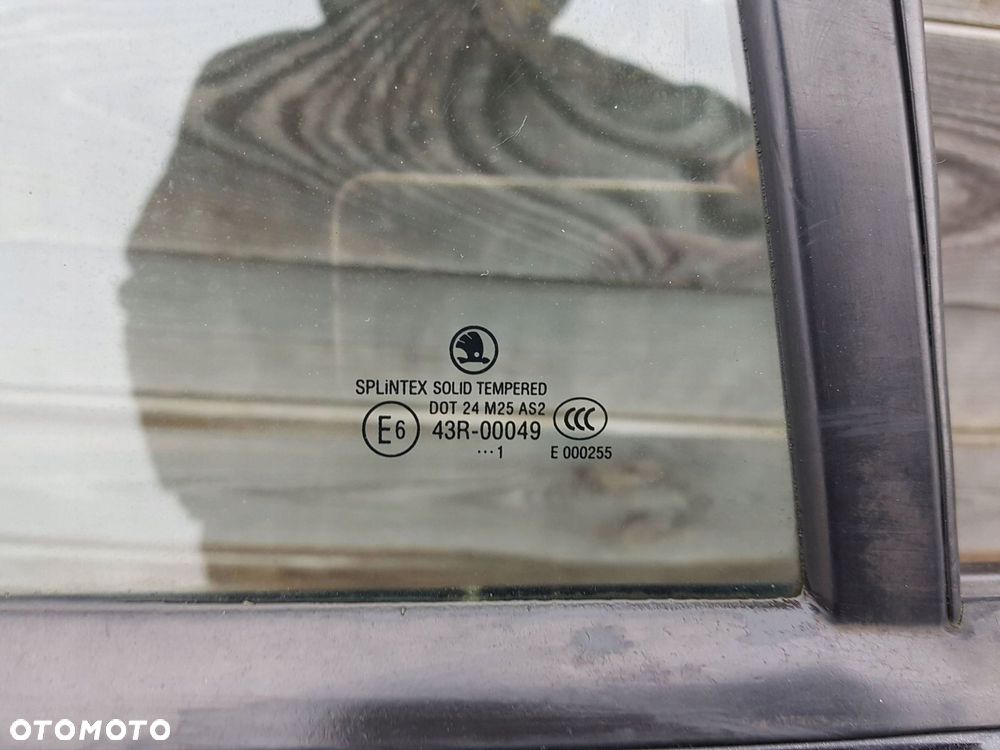 SPLiNTEX SOLID TEMPERED
DOT 24 M25 AS2
E6 43R-00049 CCC
···1 E 000255
OTOMOTO